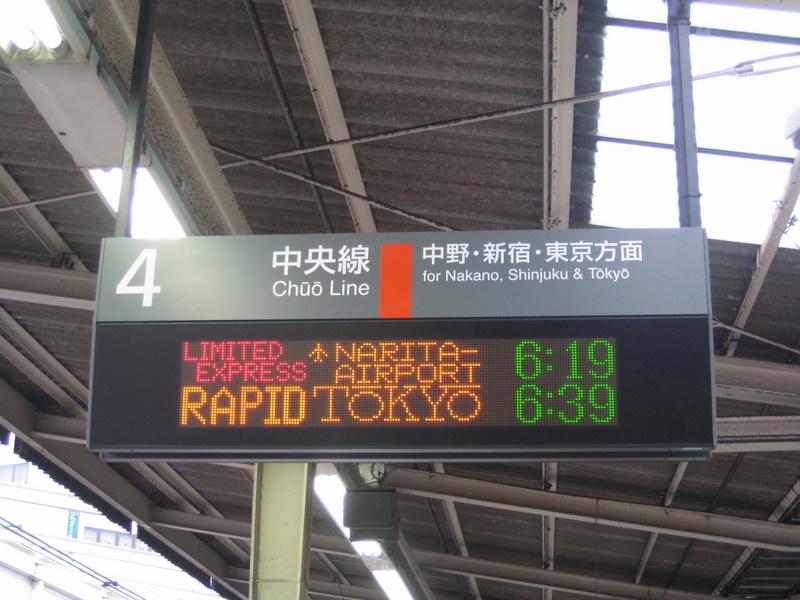 4
中央線
Chūō Line
中野・新宿・東京方面
for Nakano, Shinjuku & Tōkyō
LIMITED EXPRESS NARITA-AIRPORT 6:19
RAPID TOKYO 6:39